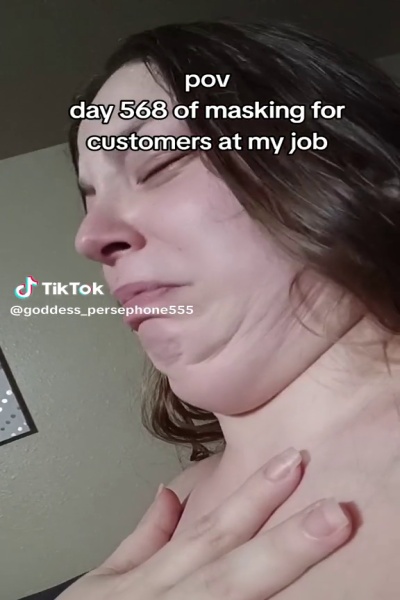 pov
day 568 of masking for
customers at my job
TikTok
@goddess_persephone555